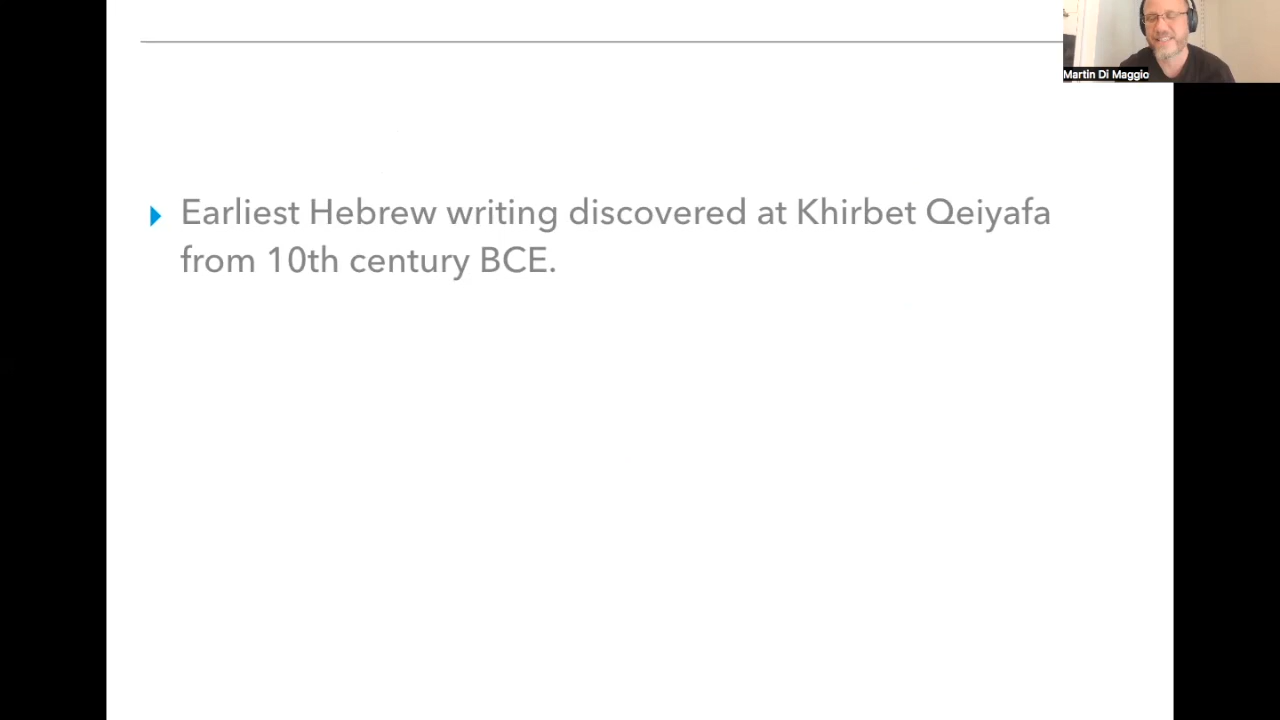 Martin Di Maggio
Earliest Hebrew writing discovered at Khirbet Qeiyafa
from 10th century BCE.